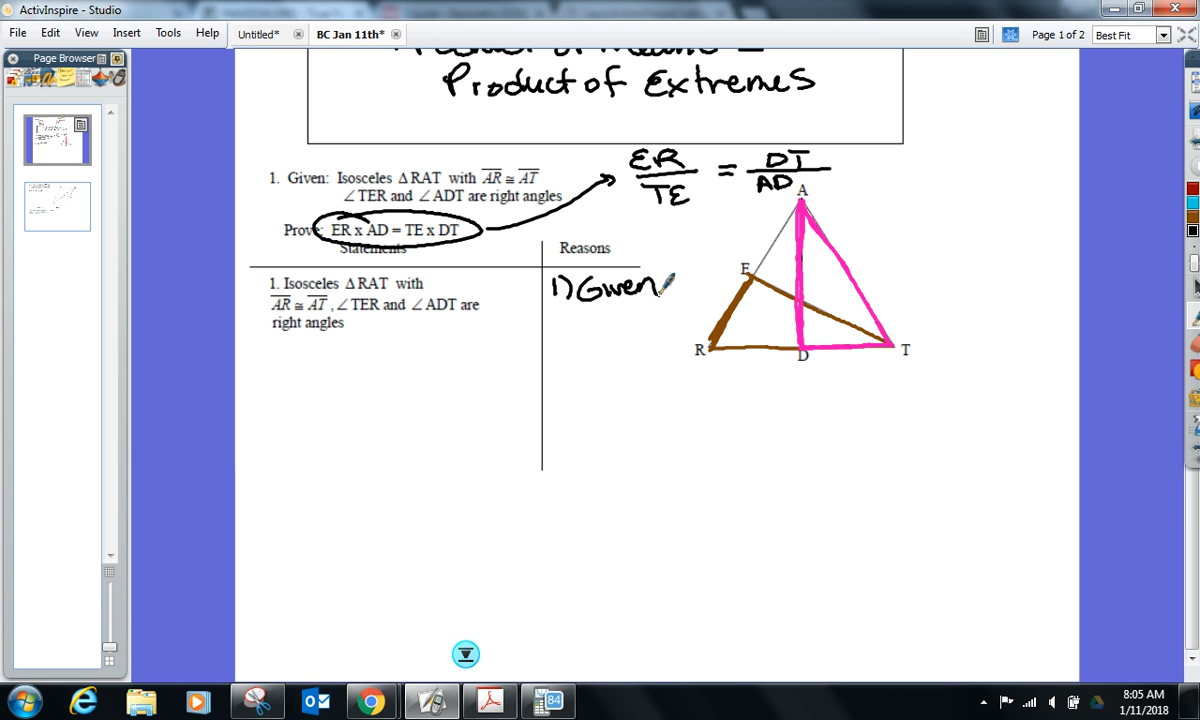 ActivInspire - Studio
File Edit View Insert Tools Help
Untitled*
BC Jan 11th*
Page 1 of 2
Best Fit
Page Browser
Product of Extremes
1. Given: Isosceles △RAT with AR ≅ AT
∠TER and ∠ADT are right angles
Prove: ER x AD = TE x DT
ER/TE = DT/AD
Statements
Reasons
1. Isosceles △RAT with
AR ≅ AT, ∠TER and ∠ADT are
right angles
1) Given
A
E
R
D
T
84
8:05 AM
1/11/2018